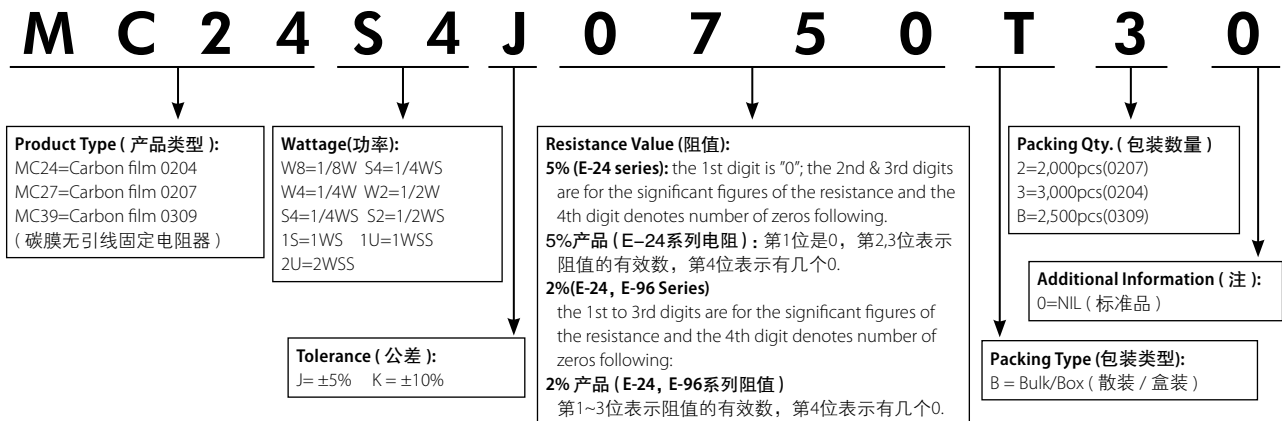 M C 2 4 S 4 J 0 7 5 0 T 3 0
Product Type ( 产品类型 ):
MC24=Carbon film 0204
MC27=Carbon film 0207
MC39=Carbon film 0309
( 碳膜无引线固定电阻器 )
Wattage(功率):
W8=1/8W S4=1/4WS
W4=1/4W W2=1/2W
S4=1/4WS S2=1/2WS
1S=1WS 1U=1WSS
2U=2WSS
Tolerance ( 公差 ):
J= ±5% K = ±10%
Resistance Value (阻值):
5% (E-24 series): the 1st digit is "0"; the 2nd & 3rd digits
are for the significant figures of the resistance and the
4th digit denotes number of zeros following.
5%产品 ( E–24系列电阻 ) : 第1位是0，第2,3位表示
阻值的有效数，第4位表示有几个0.
2%(E-24, E-96 Series)
the 1st to 3rd digits are for the significant figures of
the resistance and the 4th digit denotes number of
zeros following:
2% 产品 ( E-24, E-96系列阻值 )
第1~3位表示阻值的有效数，第4位表示有几个0.
Packing Qty. ( 包装数量 )
2=2,000pcs(0207)
3=3,000pcs(0204)
B=2,500pcs(0309)
Additional Information ( 注 ):
0=NIL ( 标准品 )
Packing Type (包装类型):
B = Bulk/Box ( 散装 / 盒装 )